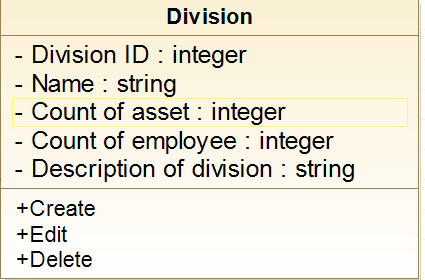 Division
- Division ID : integer
- Name : string
- Count of asset : integer
- Count of employee : integer
- Description of division : string
+Create
+Edit
+Delete